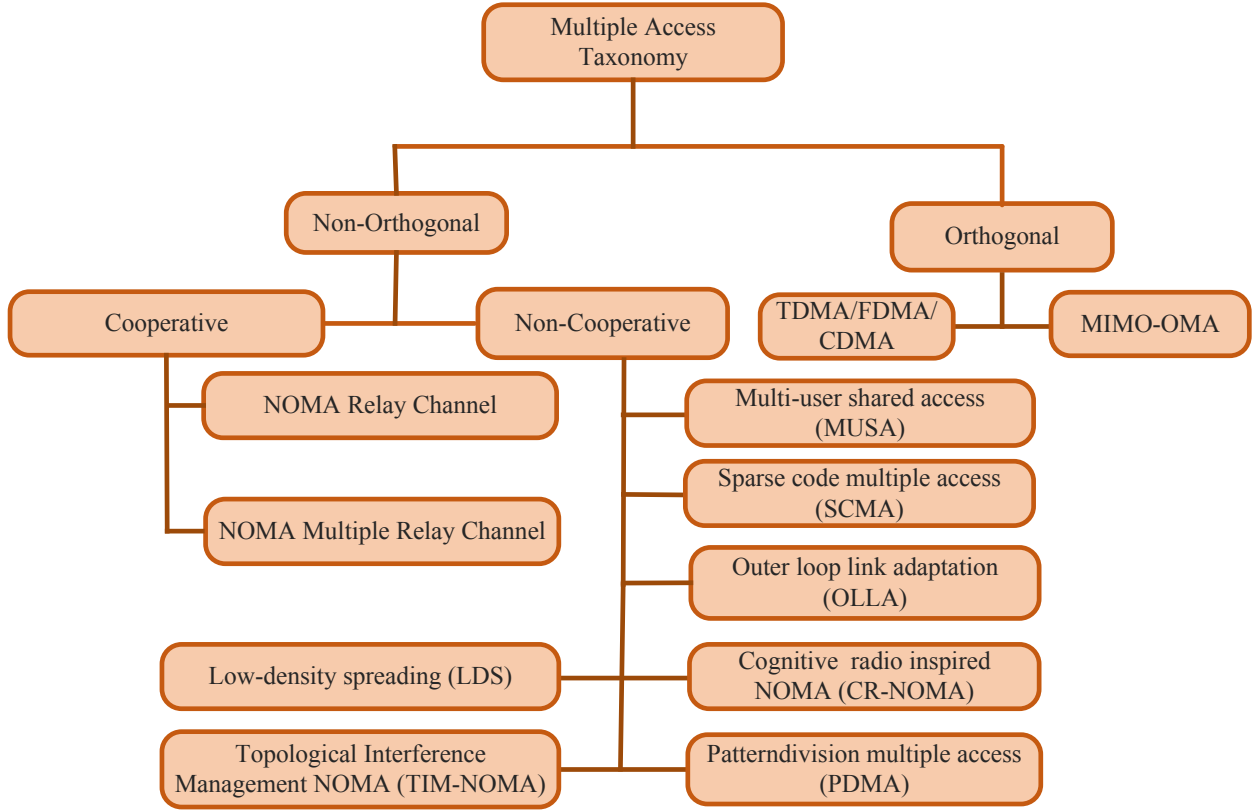 Multiple Access
Taxonomy
Non-Orthogonal
Orthogonal
Cooperative
Non-Cooperative
TDMA/FDMA/
CDMA
MIMO-OMA
NOMA Relay Channel
Multi-user shared access
(MUSA)
Sparse code multiple access
(SCMA)
NOMA Multiple Relay Channel
Outer loop link adaptation
(OLLA)
Low-density spreading (LDS)
Cognitive radio inspired
NOMA (CR-NOMA)
Topological Interference
Management NOMA (TIM-NOMA)
Patterndivision multiple access
(PDMA)